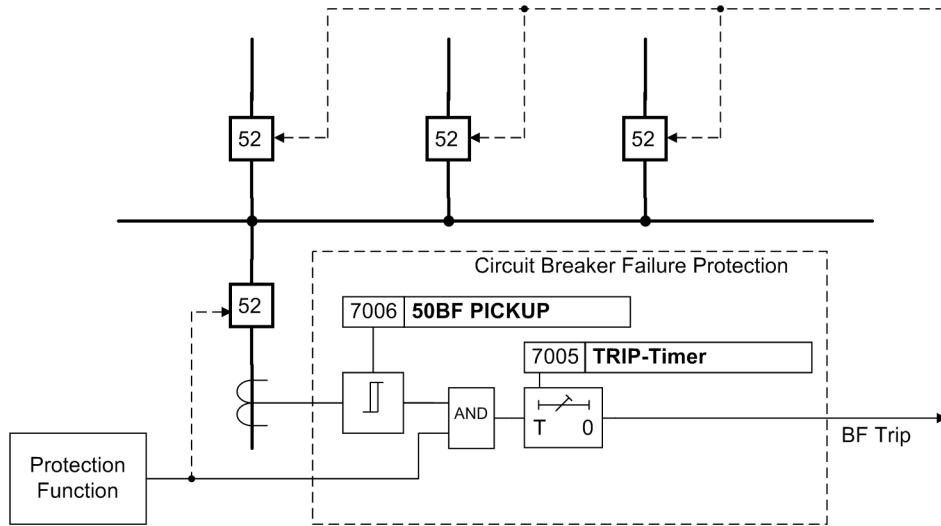 52
52
52
Circuit Breaker Failure Protection
52
7006 50BF PICKUP
7005 TRIP-Timer
AND
T 0
BF Trip
Protection
Function